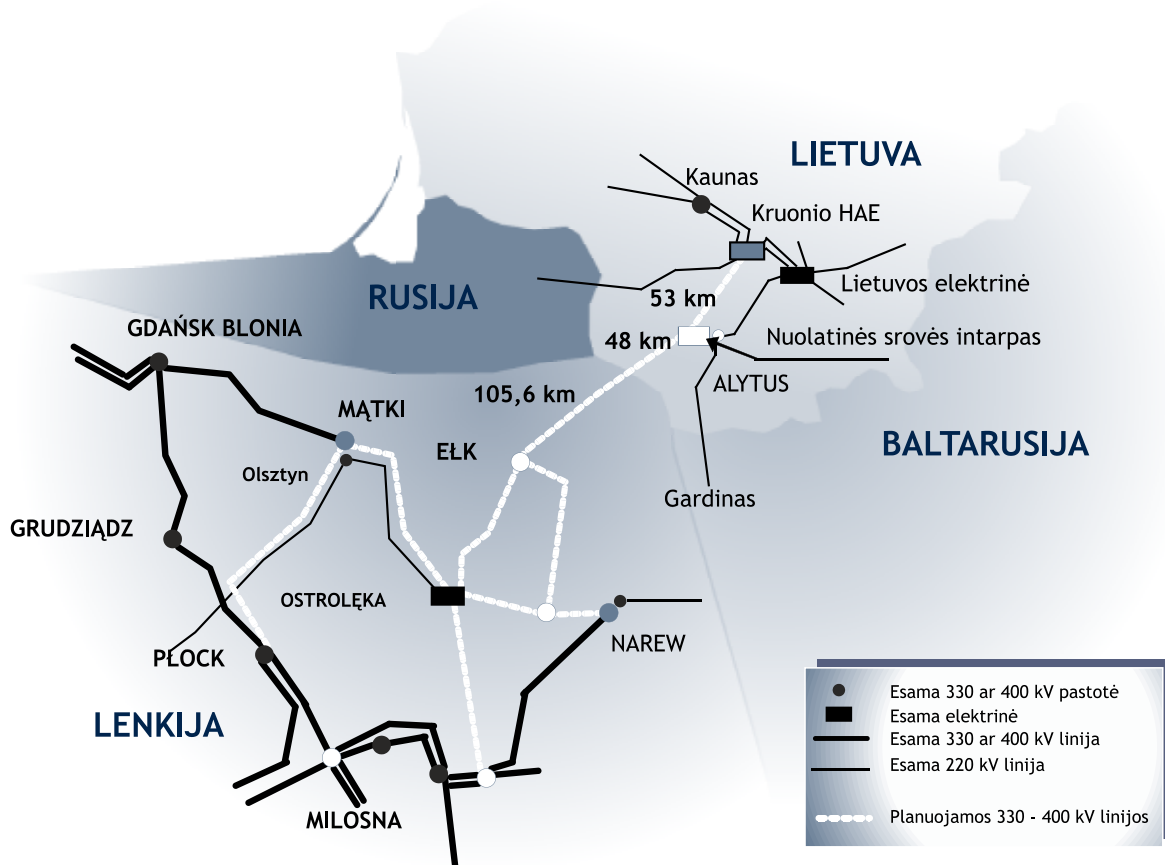 LIETUVA
Kaunas
Kruonio HAE
Lietuvos elektrinė
53 km
RUSIJA
GDAŃSK BLONIA
48 km
Nuolatinės srovės intarpas
ALYTUS
105,6 km
MĄTKI
EŁK
BALTARUSIJA
Olsztyn
Gardinas
GRUDZIĄDZ
OSTROLĘKA
NAREW
PŁOCK
LENKIJA
MILOSNA
Esama 330 ar 400 kV pastotė
Esama elektrinė
Esama 330 ar 400 kV linija
Esama 220 kV linija
Planuojamos 330 - 400 kV linijos